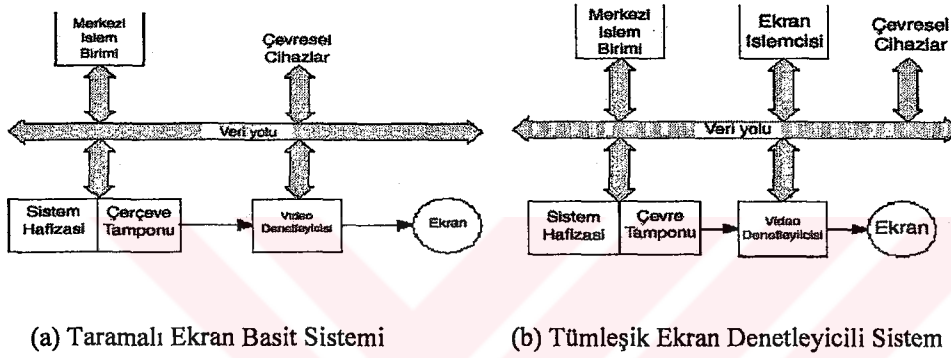 Merkezi
Islem
Birimi
Çevresel
Cihazlar
Veri yolu
Sistem
Hafizasi
Çerçeve
Tamponu
Video
Denetleyicisi
Ekran
(a) Taramalı Ekran Basit Sistemi
Merkezi
Islem
Birimi
Ekran
Islemcisi
Çevresel
Cihazlar
Veri yolu
Sistem
Hafizasi
Çevre
Tamponu
Video
Denetleyilcisi
Ekran
(b) Tümleşik Ekran Denetleyicili Sistem